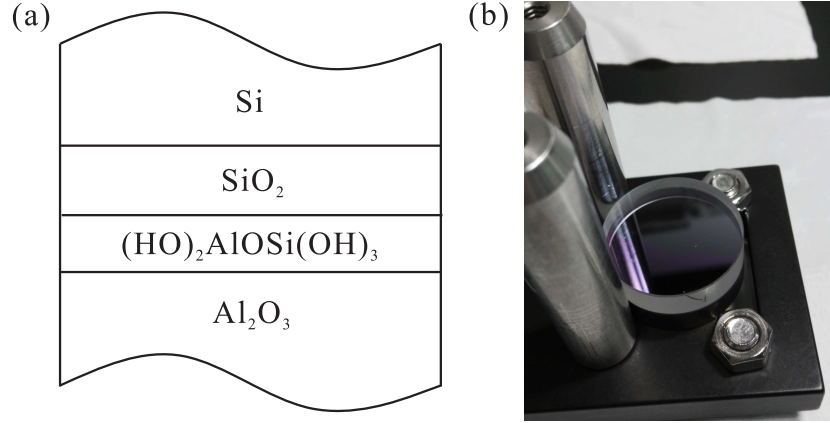 (a)
Si
SiO₂
(HO)₂AlOSi(OH)₃
Al₂O₃
(b)